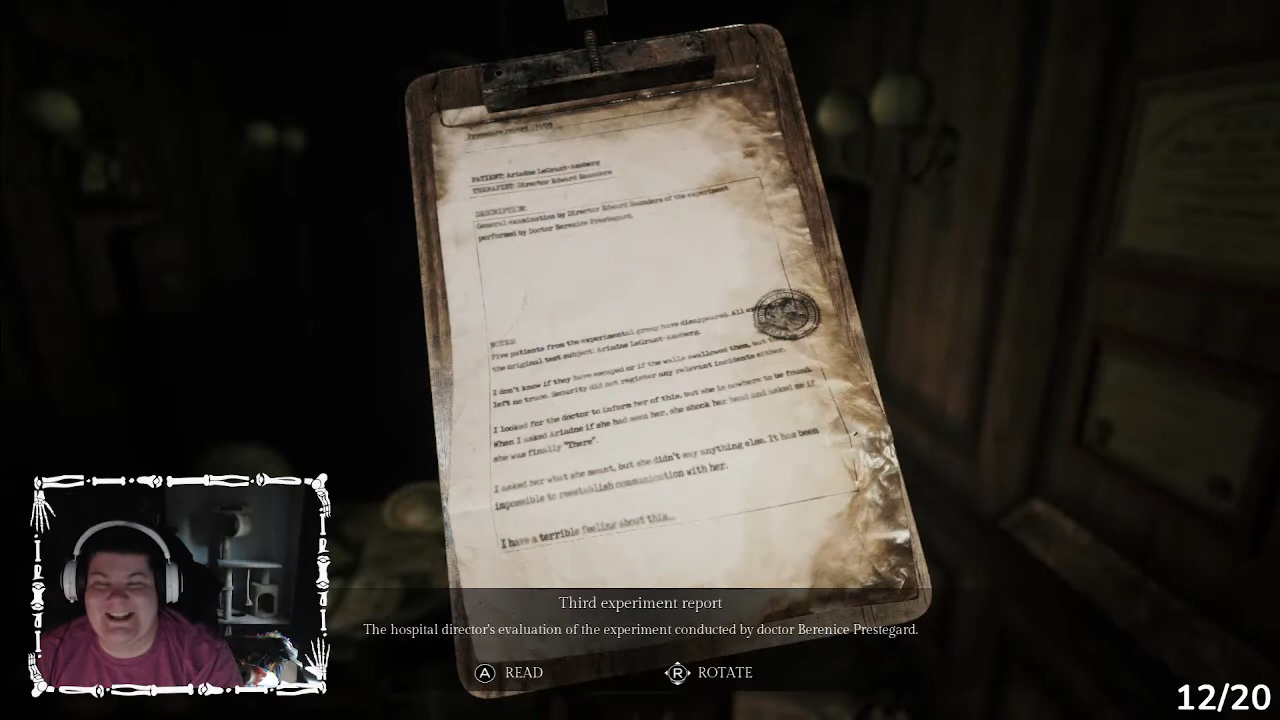 PATIENT: Ariadne LeGrant-Amsberg
THERAPIST: Director Edward Saunders
DESCRIPTION:
General examination by Director Edward Saunders of the experiment
performed by Doctor Berenice Prestegard.
NOTES:
Five patients from the experimental group have disappeared. All
the original test subject: Ariadne LeGrant-Amsberg.
I don't know if they have escaped or if the walls swallowed them, but
left no trace. Security did not register any relevant incidents either.
I looked for the doctor to inform her of this, but she is nowhere to be found.
When I asked Ariadne if she had seen her, she shook her head and asked me if
she was finally "There".
I asked her what she meant, but she didn't say anything else. It has been
impossible to reestablish communication with her.
I have a terrible feeling about this...
Third experiment report
The hospital director's evaluation of the experiment conducted by doctor Berenice Prestegard.
A READ
R ROTATE
12/20